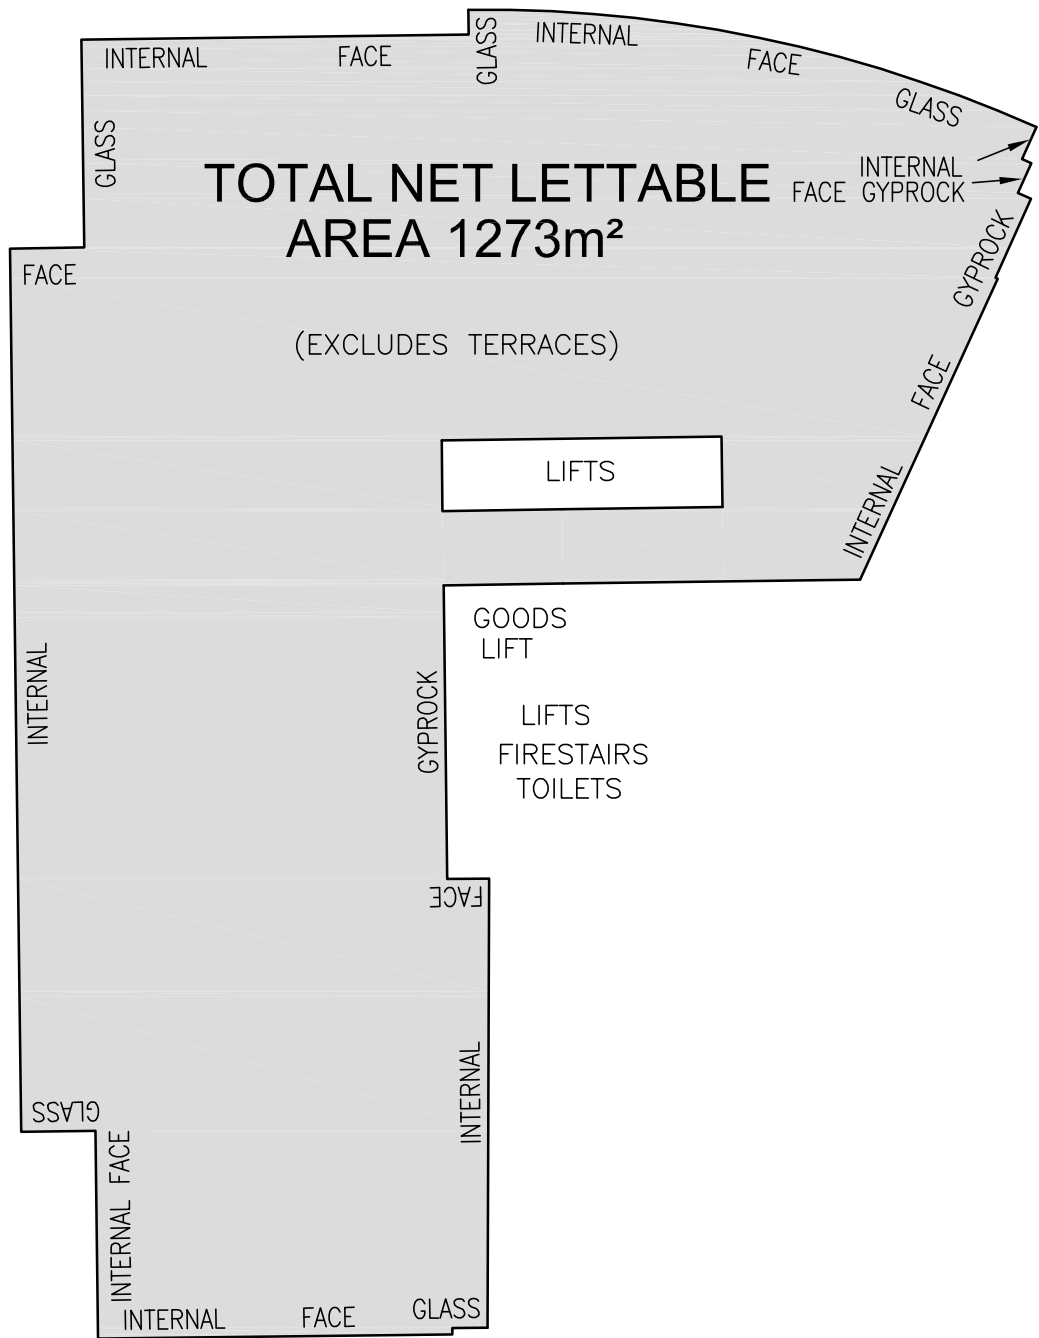 INTERNAL FACE GLASS
INTERNAL FACE GLASS
GLASS
TOTAL NET LETTABLE
AREA 1273m²
INTERNAL
FACE GYPROCK
GYPROCK
FACE
INTERNAL
FACE
(EXCLUDES TERRACES)
LIFTS
GOODS
LIFT
INTERNAL
GYPROCK
LIFTS
FIRESTAIRS
TOILETS
FACE
INTERNAL
GLASS
INTERNAL FACE
INTERNAL FACE GLASS